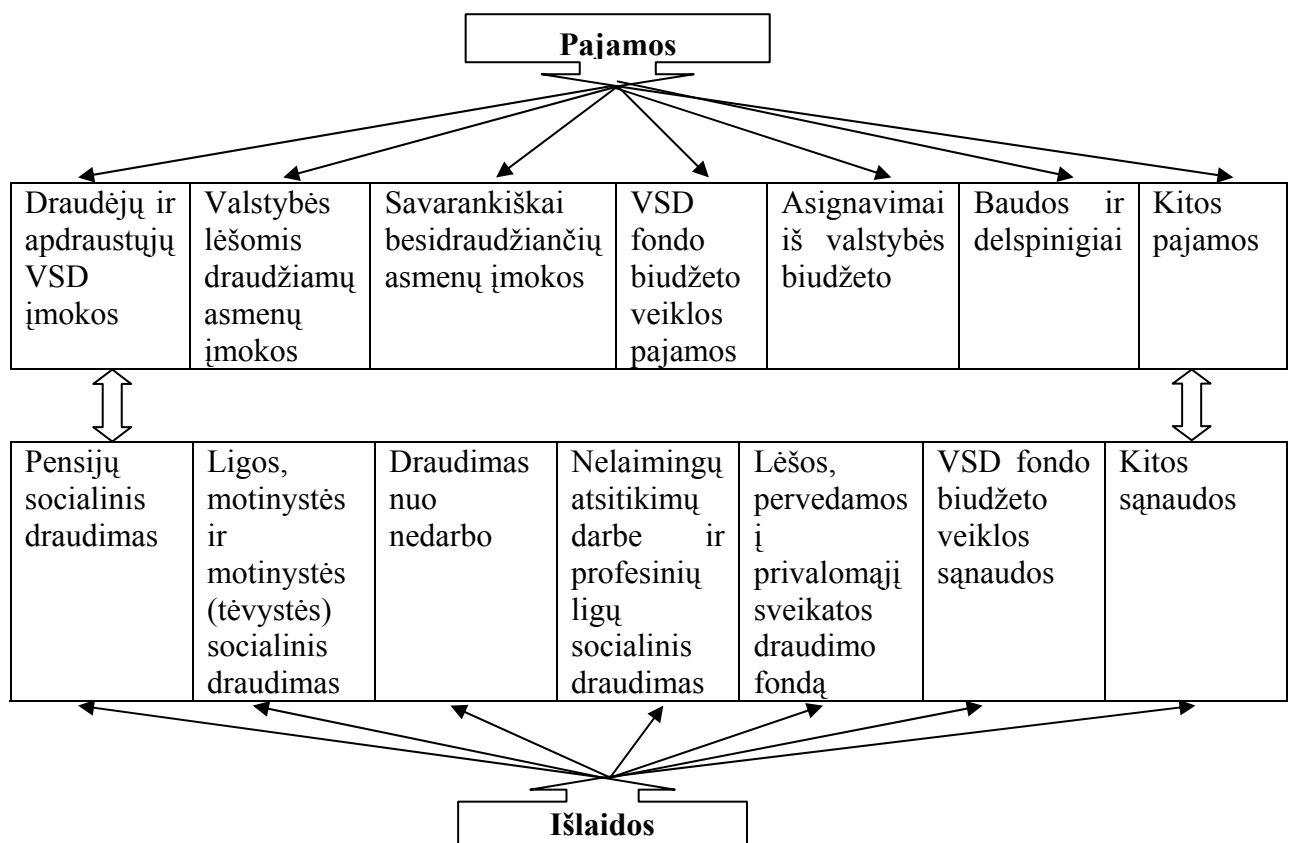 Pajamos
Draudėjų ir
apdraustųjų
VSD
įmokos
Valstybės
lėšomis
draudžiamų
asmenų
įmokos
Savarankiškai
besidraudžiančių
asmenų įmokos
VSD
fondo
biudžeto
veiklos
pajamos
Asignavimai
iš valstybės
biudžeto
Baudos ir
delspinigiai
Kitos
pajamos
Pensijų
socialinis
draudimas
Ligos,
motinystės
ir
motinystės
(tėvystės)
socialinis
draudimas
Draudimas
nuo
nedarbo
Nelaimingų
atsitikimų
darbe ir
profesinių
ligų
socialinis
draudimas
Lėšos,
pervedamos
į
privalomąjį
sveikatos
draudimo
fondą
VSD fondo
biudžeto
veiklos
sąnaudos
Kitos
sąnaudos
Išlaidos